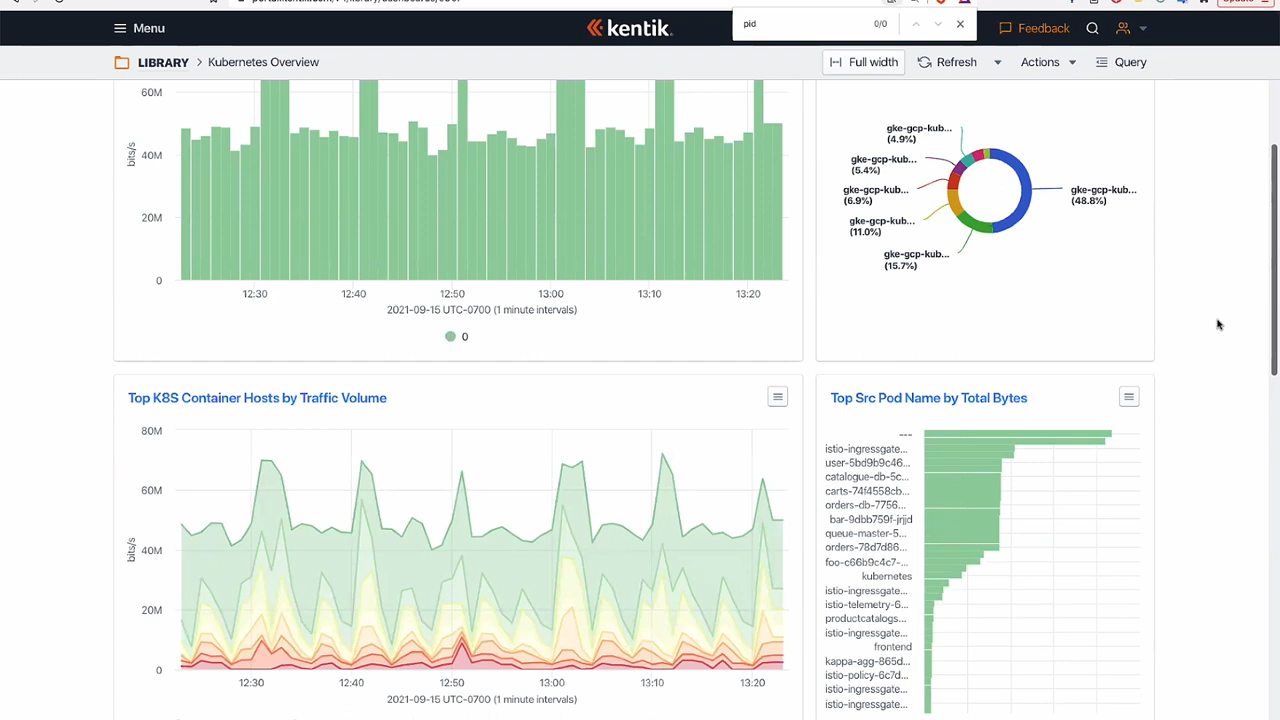 pid
0/0
Menu
kentik.
Feedback
LIBRARY > Kubernetes Overview
Full width
Refresh
Actions
Query
60M
40M
20M
0
bits/s
12:30
12:40
12:50
13:00
13:10
13:20
2021-09-15 UTC-0700 (1 minute intervals)
0
gke-gcp-kub...
(4.9%)
gke-gcp-kub...
(5.4%)
gke-gcp-kub...
(6.9%)
gke-gcp-kub...
(11.0%)
gke-gcp-kub...
(15.7%)
gke-gcp-kub...
(48.8%)
Top K8S Container Hosts by Traffic Volume
80M
60M
40M
20M
0
bits/s
12:30
12:40
12:50
13:00
13:10
13:20
2021-09-15 UTC-0700 (1 minute intervals)
Top Src Pod Name by Total Bytes
---
istio-ingressgate...
user-5bd9b9c46...
catalogue-db-5c...
carts-74f4558cb...
orders-db-7756...
bar-9dbb759f-jrjjd
queue-master-5...
orders-78d7d86...
foo-c66b9c4c7-...
kubernetes
istio-ingressgate...
istio-telemetry-6...
productcatalogs...
istio-ingressgate...
frontend
kappa-agg-865d...
istio-policy-6c7d...
istio-ingressgate...
istio-ingressgate...